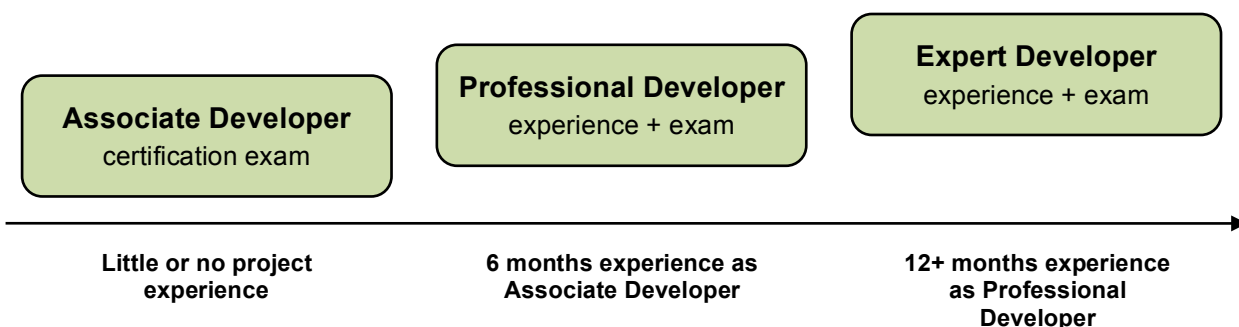 Associate Developer
certification exam
Professional Developer
experience + exam
Expert Developer
experience + exam
Little or no project
experience
6 months experience as
Associate Developer
12+ months experience
as Professional
Developer